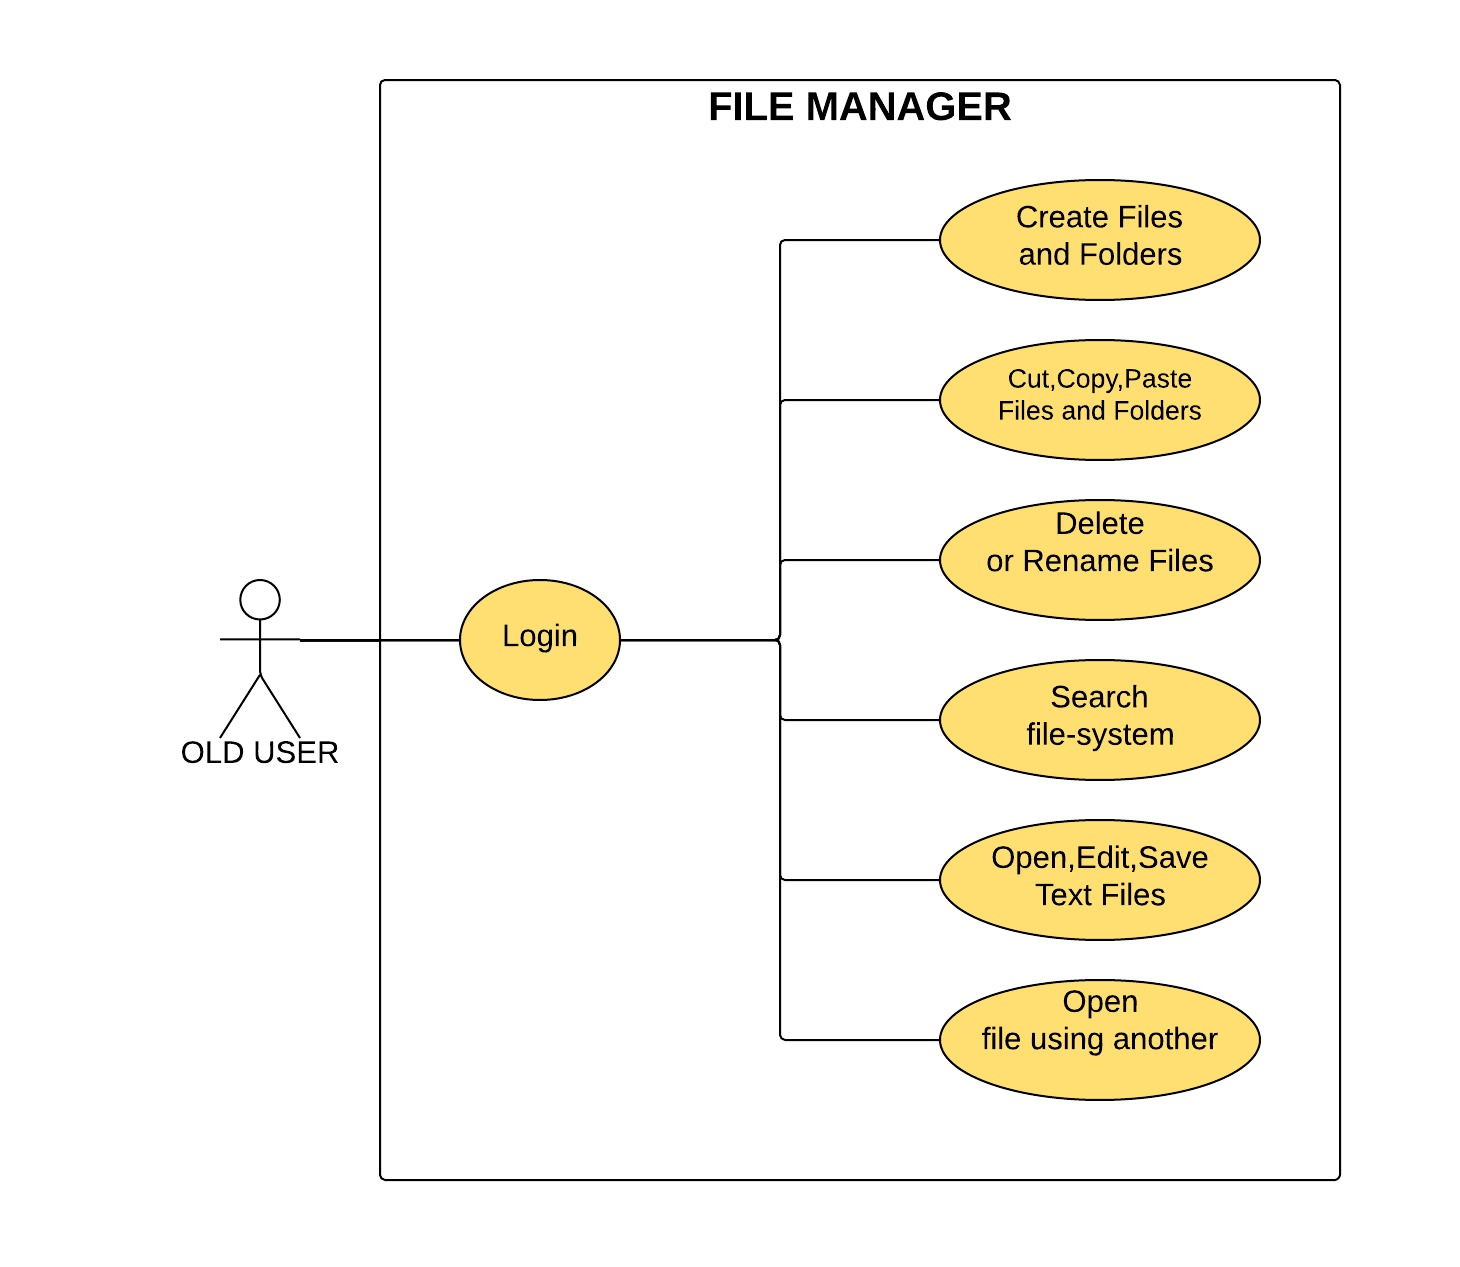 FILE MANAGER
Create Files
and Folders
Cut,Copy,Paste
Files and Folders
Delete
or Rename Files
Login
Search
file-system
OLD USER
Open,Edit,Save
Text Files
Open
file using another